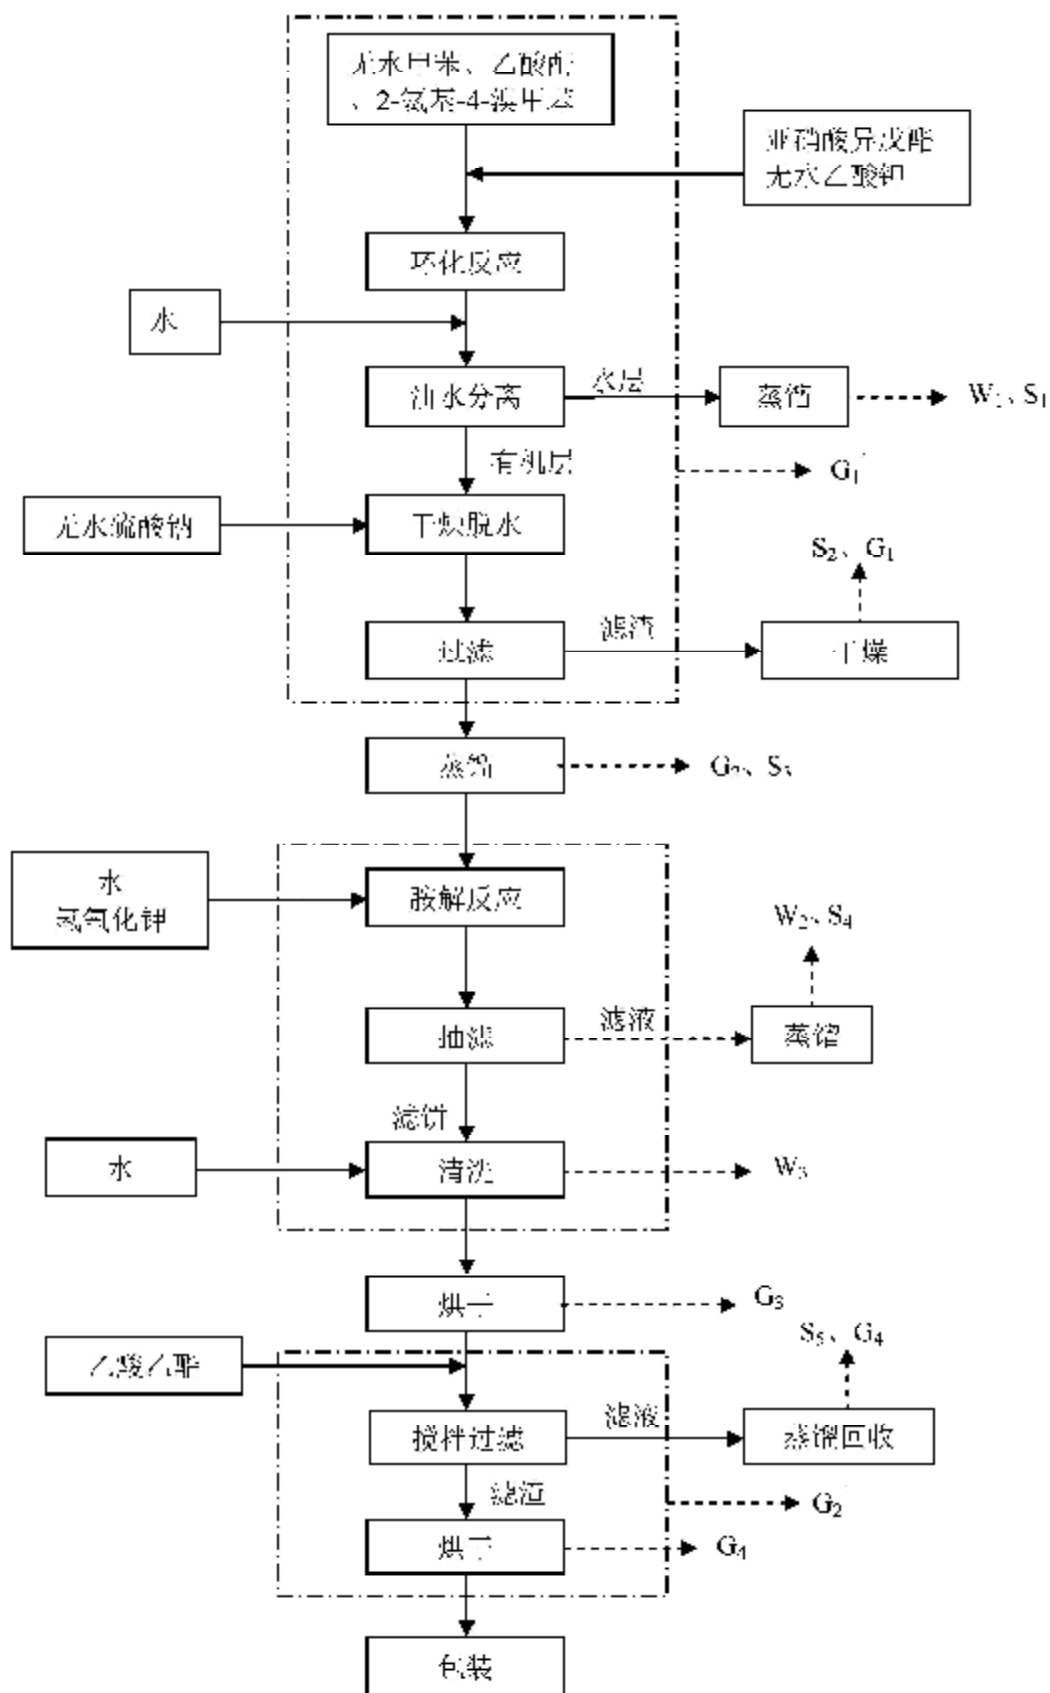 无水甲苯、乙酸酐
、2-氨基-4-溴甲苯
亚硝酸异戊酯
无水乙酸钾
环化反应
水
油水分离
水层
蒸馏
W₁、S₁
有机层
G₁'
无水硫酸钠
干燥脱水
S₂、G₁
过滤
滤渣
干燥
蒸馏
G₂、S₃
水
氢氧化钾
胺解反应
W₂、S₄
抽滤
滤液
蒸馏
滤饼
水
清洗
W₃
烘干
G₃
乙酸乙酯
S₅、G₄
搅拌过滤
滤液
蒸馏回收
滤渣
G₂'
烘干
G₄
包装